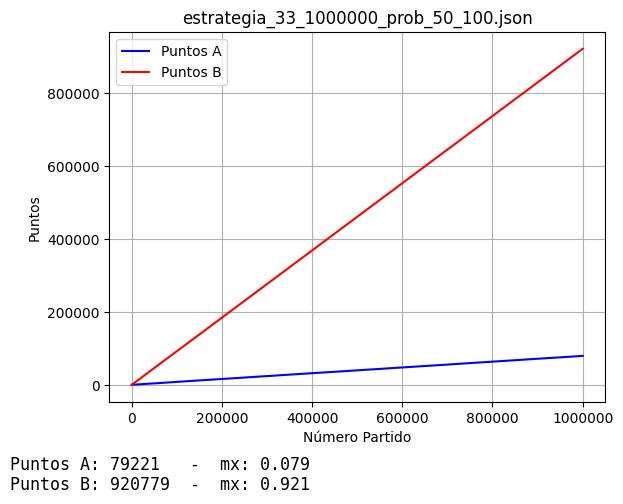 estrategia_33_1000000_prob_50_100.json
Puntos A
Puntos B
800000
600000
400000
200000
0
Puntos
0 200000 400000 600000 800000 1000000
Número Partido
Puntos A: 79221   -  mx: 0.079
Puntos B: 920779  -  mx: 0.921